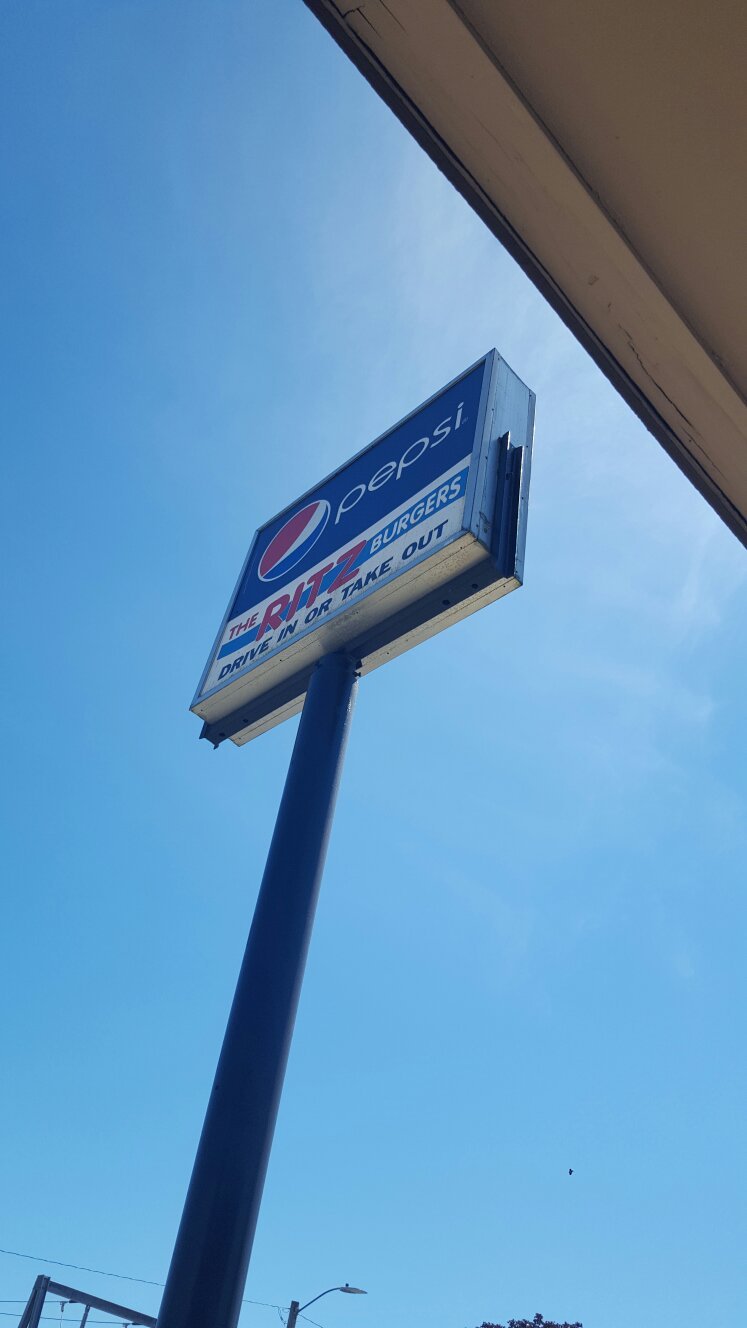 pepsi
THE RITZ BURGERS
DRIVE IN OR TAKE OUT